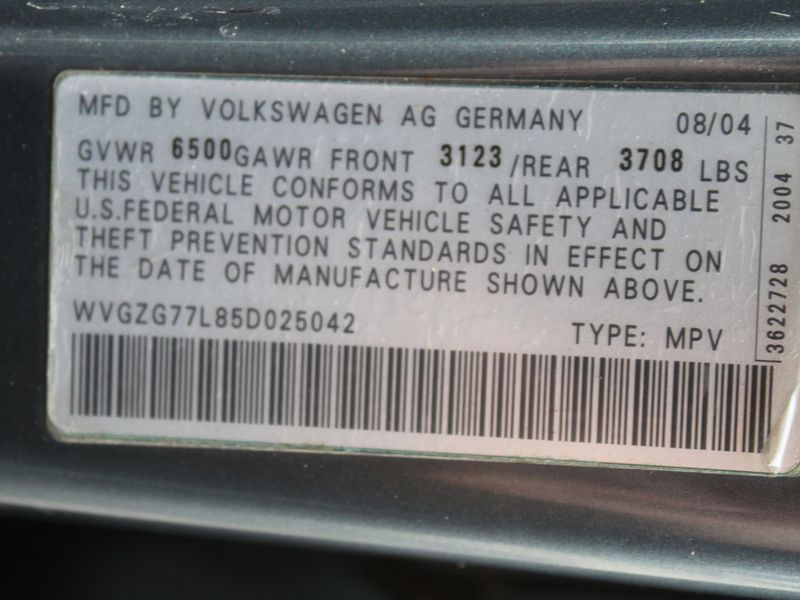 MFD BY VOLKSWAGEN AG GERMANY 08/04
GVWR 6500GAWR FRONT 3123/REAR 3708 LBS
THIS VEHICLE CONFORMS TO ALL APPLICABLE
U.S.FEDERAL MOTOR VEHICLE SAFETY AND
THEFT PREVENTION STANDARDS IN EFFECT ON
THE DATE OF MANUFACTURE SHOWN ABOVE.
WVGZG77L85D025042 TYPE: MPV
3622728 2004 37